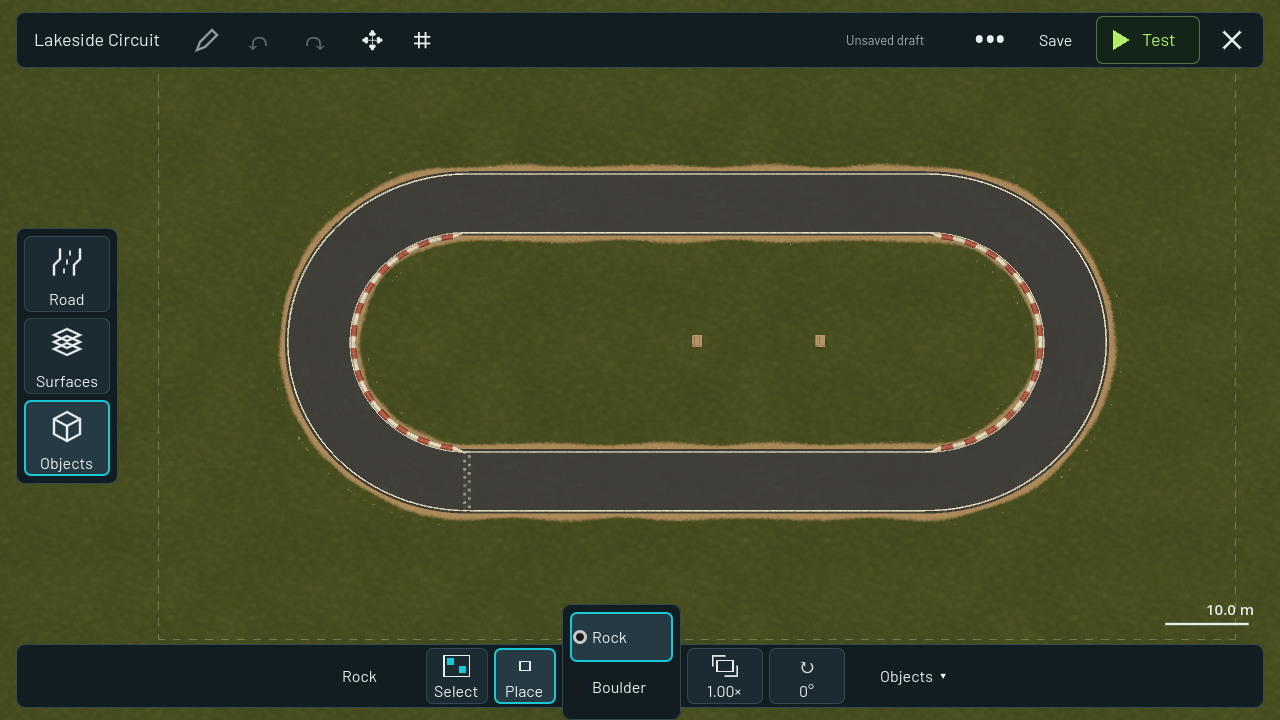 Lakeside Circuit
Unsaved draft
Save
Test
Road
Surfaces
Objects
10.0 m
Rock
Select
Place
Rock
Boulder
1.00×
0°
Objects